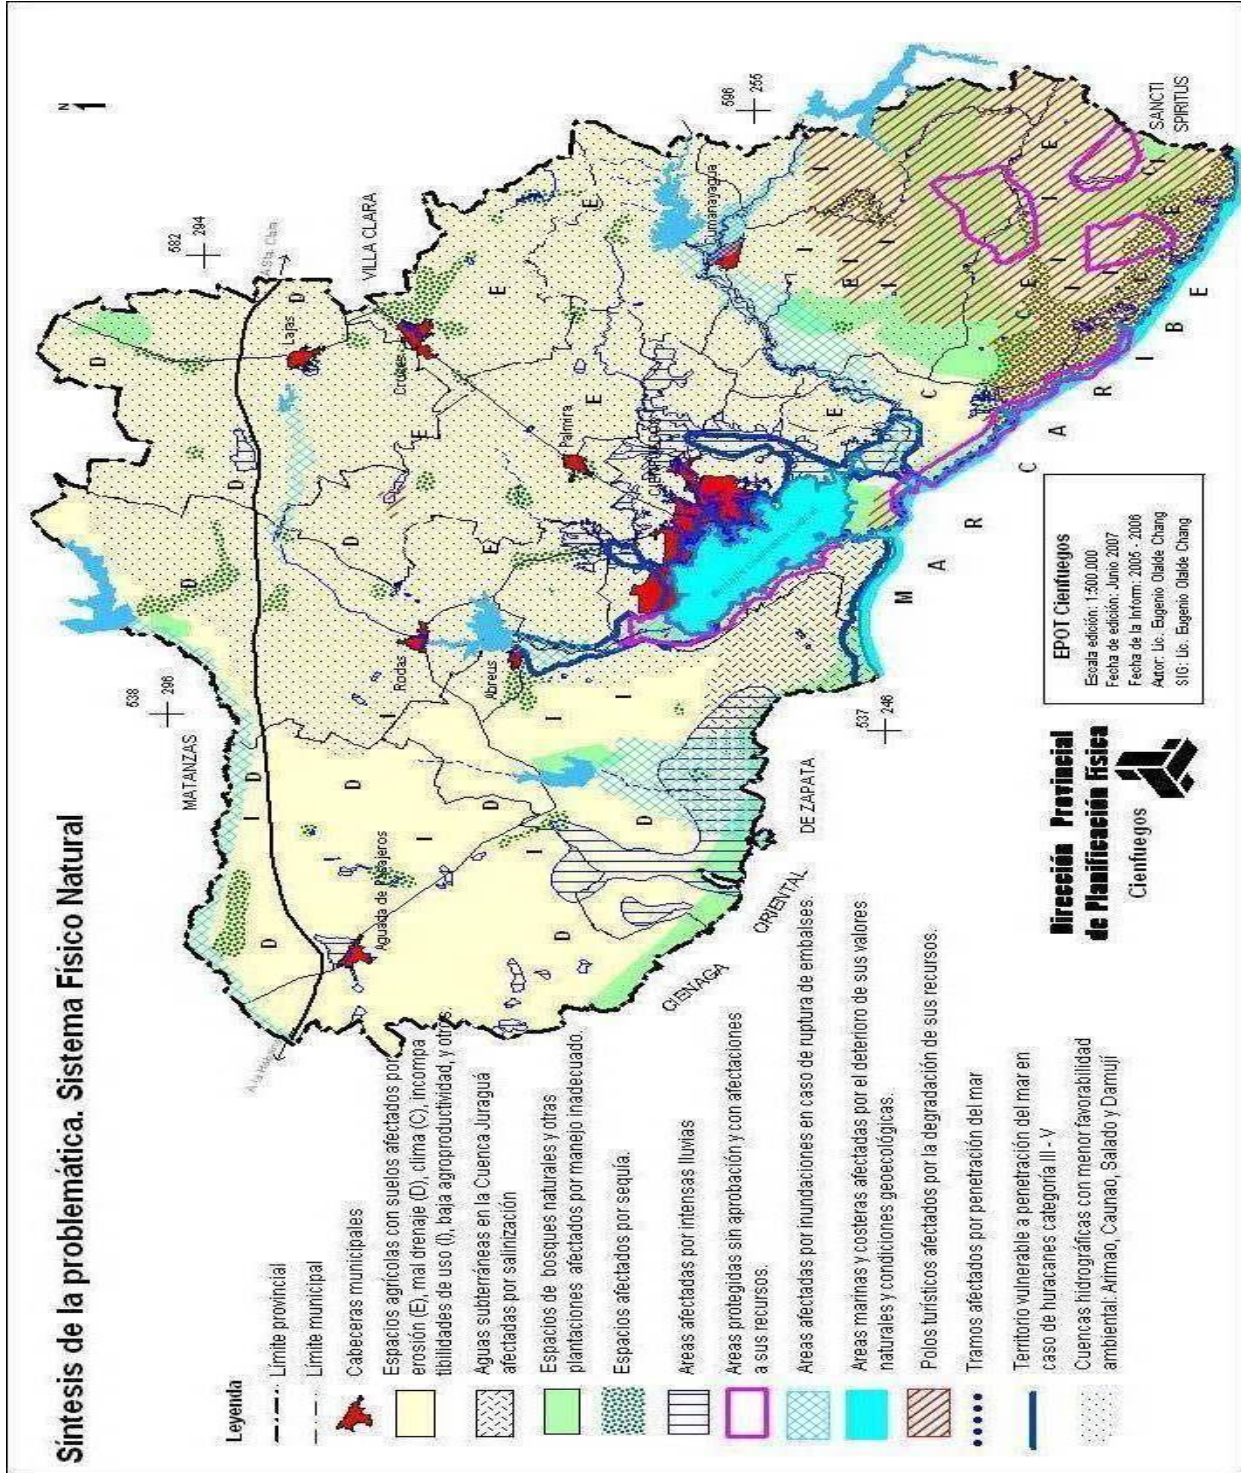 Síntesis de la problemática. Sistema Físico Natural
N
582
294
538
296
596
255
537
246
MATANZAS
VILLA CLARA
SANCTI
SPIRITUS
CIENAGA
ORIENTAL
DE ZAPATA
MAR CARIBE
A Sta. Clara
Lajas
Cruces
Palmira
CIENFUEGOS
Cumanayagua
Rodas
Abreus
Aguada de Pasajeros
Leyenda
Límite provincial
Límite municipal
Cabeceras municipales
Espacios agrícolas con suelos afectados por
erosión (E), mal drenaje (D), clima (C), incompa
tibilidades de uso (I), baja agroproductividad, y otros.
Aguas subterráneas en la Cuenca Juraguá
afectadas por salinización
Espacios de bosques naturales y otras
plantaciones afectados por manejo inadecuado.
Espacios afectados por sequía.
Areas afectadas por intensas lluvias
Areas protegidas sin aprobación y con afectaciones
a sus recursos.
Areas afectadas por inundaciones en caso de ruptura de embalses.
Areas marinas y costeras afectadas por el deterioro de sus valores
naturales y condiciones geoecológicas.
Polos turísticos afectados por la degradación de sus recursos.
Tramos afectados por penetración del mar
Territorio vulnerable a penetración del mar en
caso de huracanes categoría III - V
Cuencas hidrográficas con menor favorabilidad
ambiental: Arimao, Caunao, Salado y Damují
Dirección Provincial
de Planificación Física
Cienfuegos
EPOT Cienfuegos
Escala edición: 1:500.000
Fecha de edición: Junio 2007
Fecha de la Inform: 2005 - 2006
Autor: Lic. Eugenio Olalde Chang
SIG: Lic. Eugenio Olalde Chang